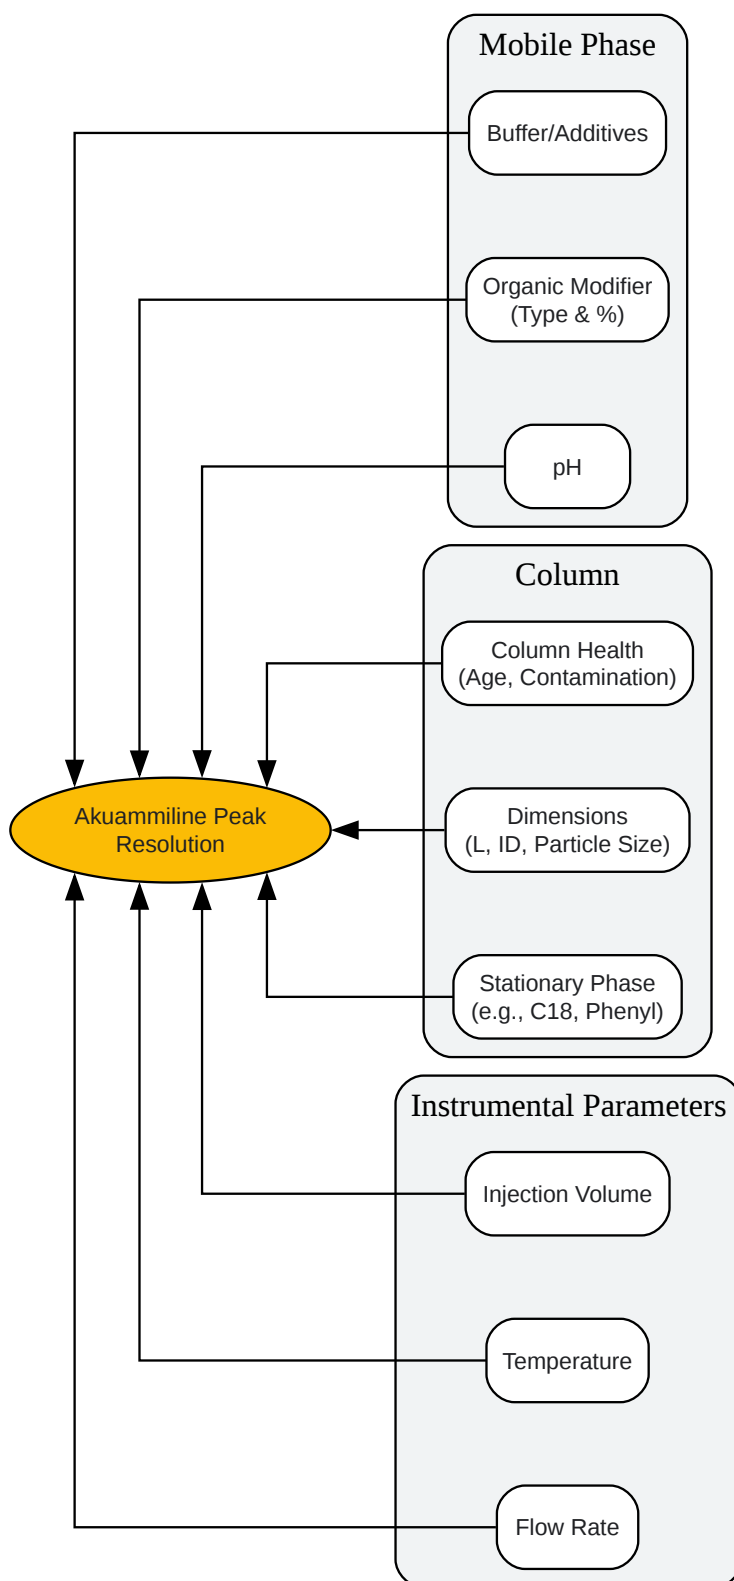 Mobile Phase
Buffer/Additives
Organic Modifier
(Type & %)
pH
Column
Column Health
(Age, Contamination)
Akuammiline Peak
Resolution
Dimensions
(L, ID, Particle Size)
Stationary Phase
(e.g., C18, Phenyl)
Instrumental Parameters
Injection Volume
Temperature
Flow Rate